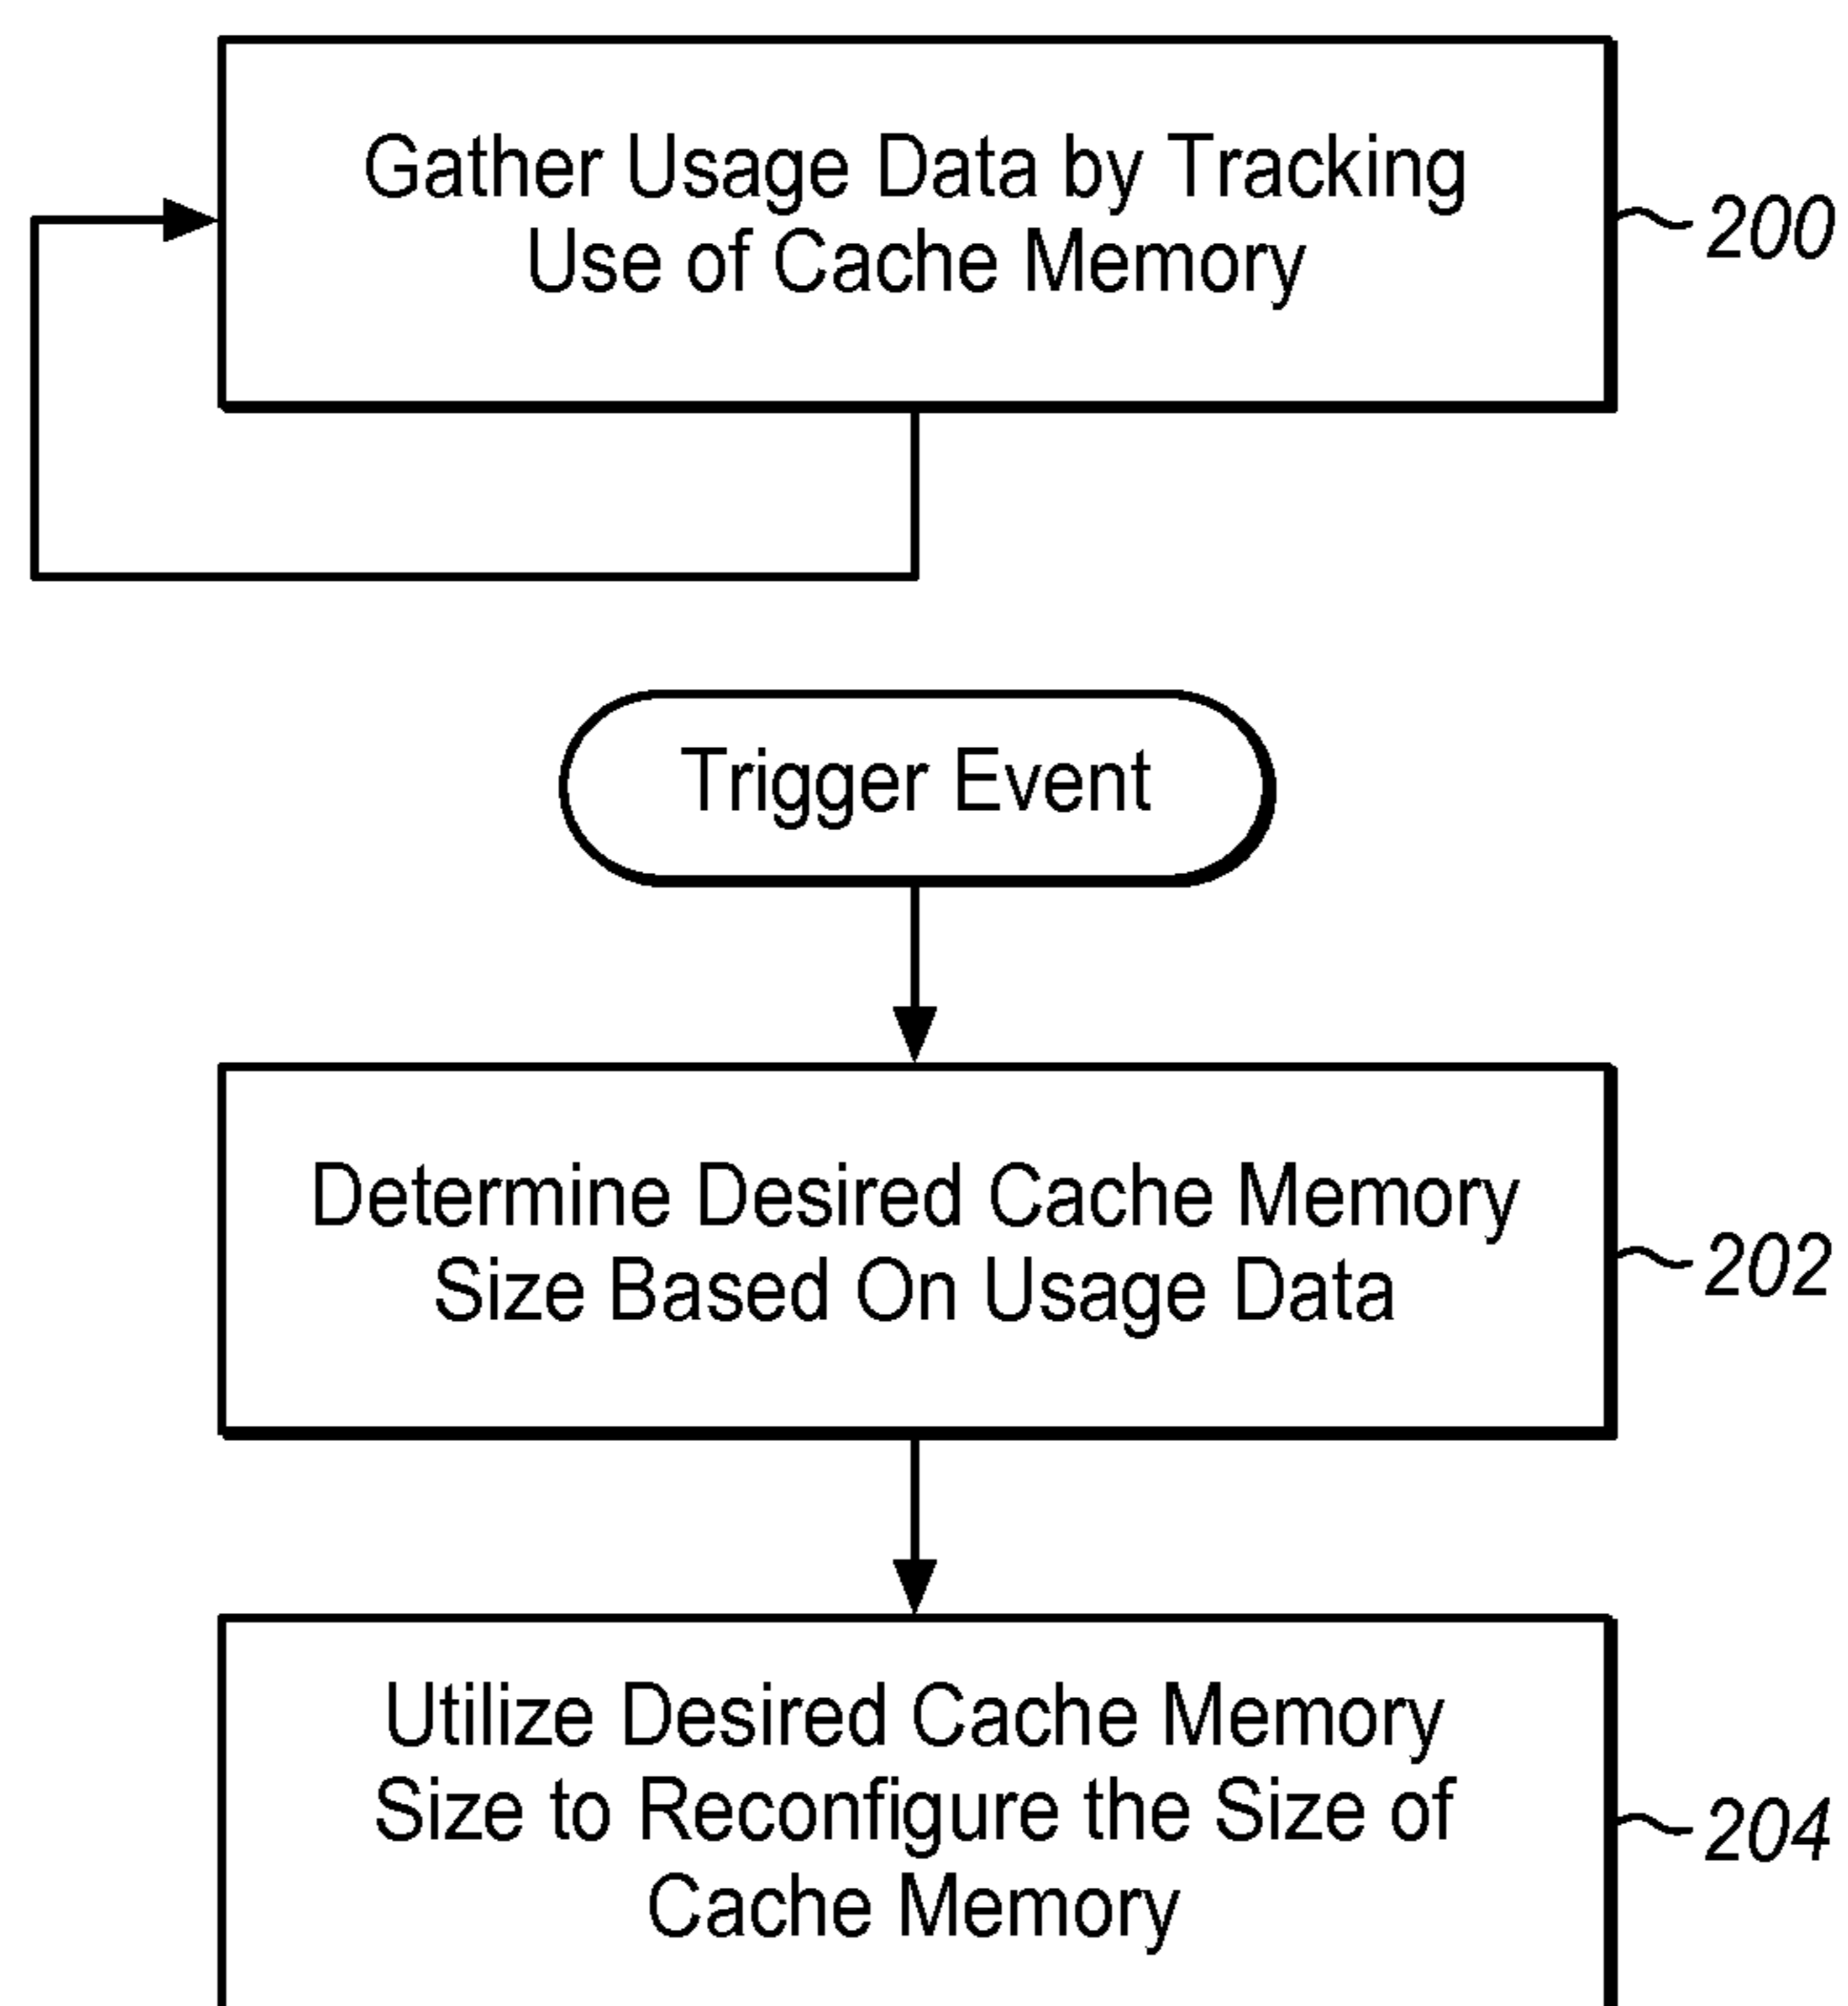 Gather Usage Data by Tracking
Use of Cache Memory
200
Trigger Event
Determine Desired Cache Memory
Size Based On Usage Data
202
Utilize Desired Cache Memory
Size to Reconfigure the Size of
Cache Memory
204